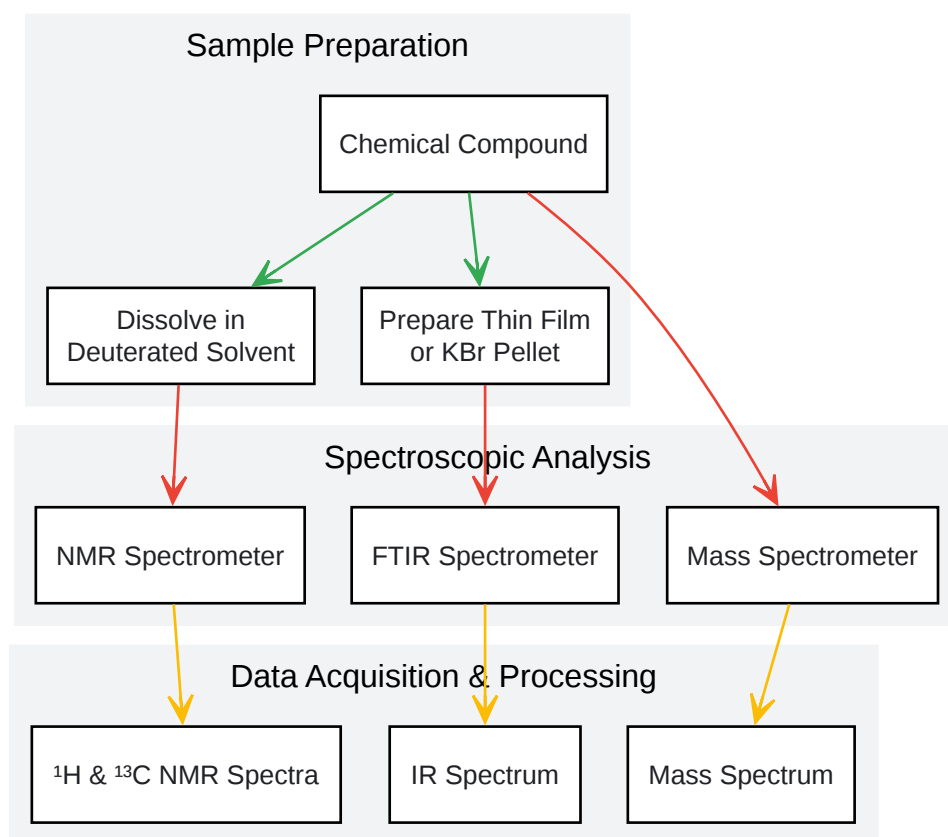 Sample Preparation
Chemical Compound
Dissolve in
Deuterated Solvent
Prepare Thin Film
or KBr Pellet
Spectroscopic Analysis
NMR Spectrometer
FTIR Spectrometer
Mass Spectrometer
Data Acquisition & Processing
¹H & ¹³C NMR Spectra
IR Spectrum
Mass Spectrum